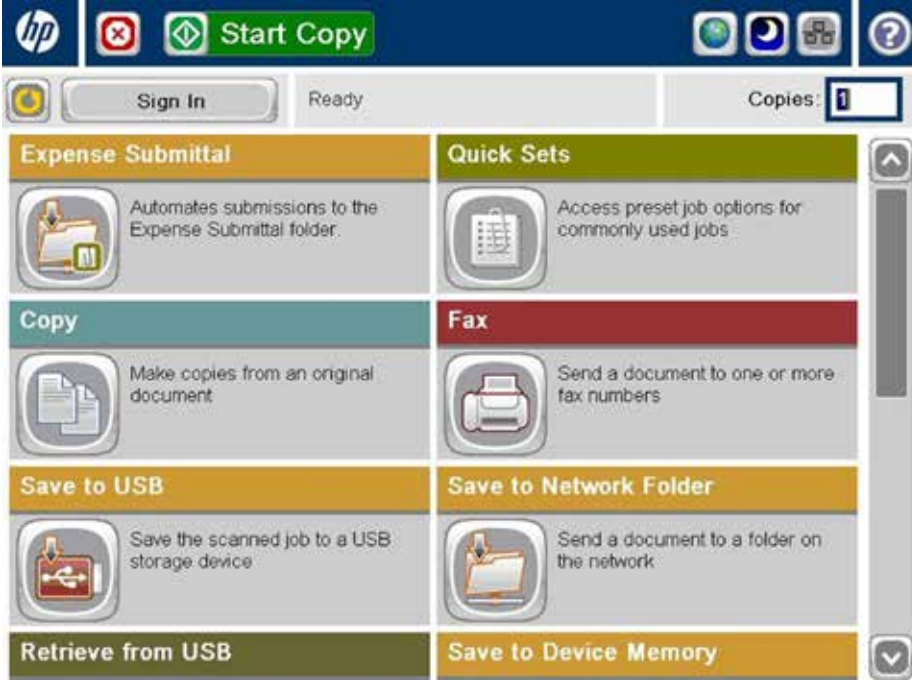 hp
Start Copy
?
Sign In
Ready
Copies: 1
Expense Submittal
Quick Sets
Automates submissions to the
Expense Submittal folder.
Access preset job options for
commonly used jobs
Copy
Fax
Make copies from an original
document
Send a document to one or more
fax numbers
Save to USB
Save to Network Folder
Save the scanned job to a USB
storage device
Send a document to a folder on
the network
Retrieve from USB
Save to Device Memory